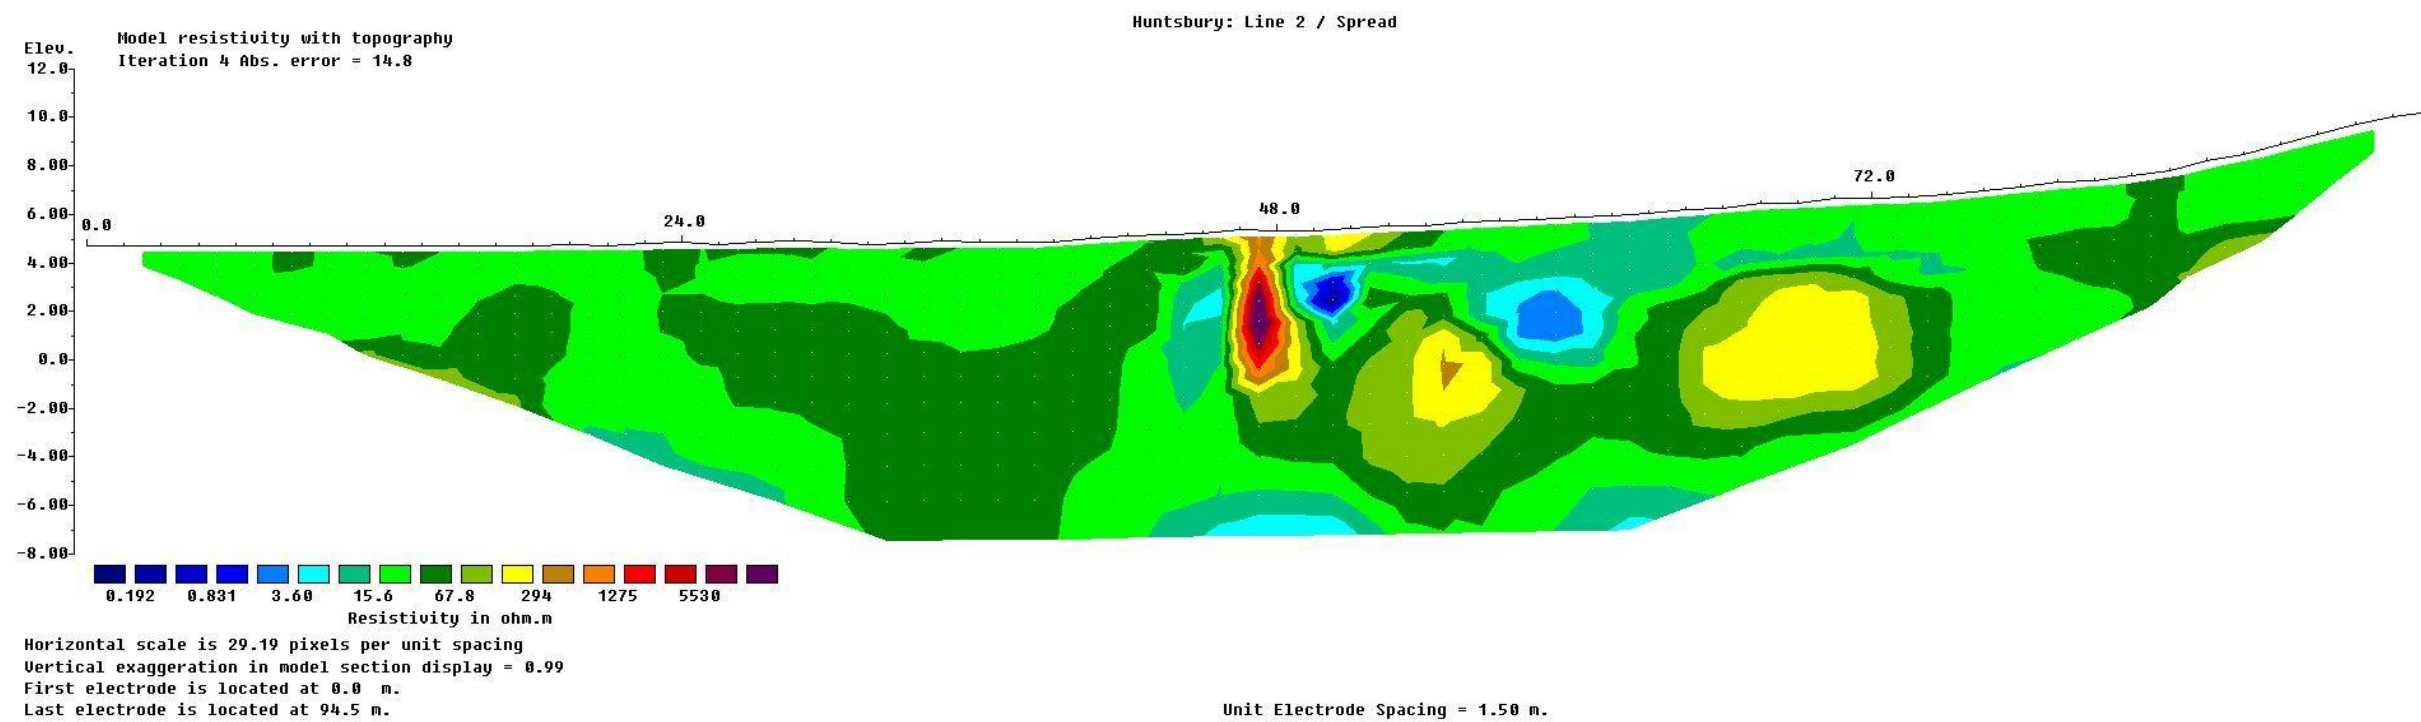 Huntsbury: Line 2 / Spread
Model resistivity with topography
Elev.
Iteration 4 Abs. error = 14.8
12.0
10.0
8.00
72.0
6.00
48.0
0.0
24.0
4.00
2.00
0.0
-2.00
-4.00
-6.00
-8.00
0.192 0.831 3.60 15.6 67.8 294 1275 5530
Resistivity in ohm.m
Horizontal scale is 29.19 pixels per unit spacing
Vertical exaggeration in model section display = 0.99
First electrode is located at 0.0 m.
Last electrode is located at 94.5 m.
Unit Electrode Spacing = 1.50 m.